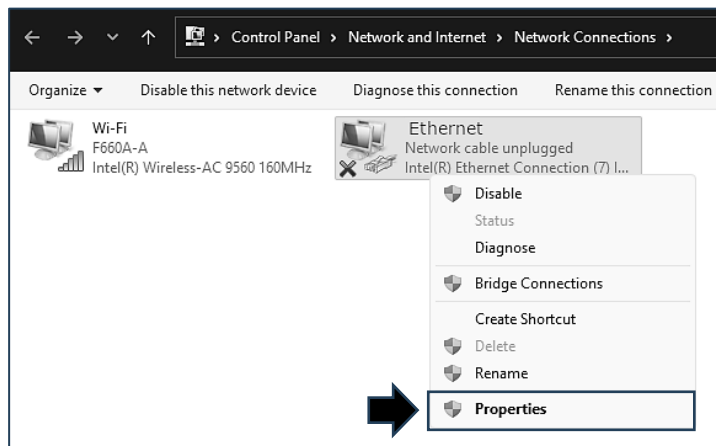 Control Panel > Network and Internet > Network Connections >
Organize Disable this network device Diagnose this connection Rename this connection
Wi-Fi
F660A-A
Intel(R) Wireless-AC 9560 160MHz
Ethernet
Network cable unplugged
Intel(R) Ethernet Connection (7) I...
Disable
Status
Diagnose
Bridge Connections
Create Shortcut
Delete
Rename
Properties